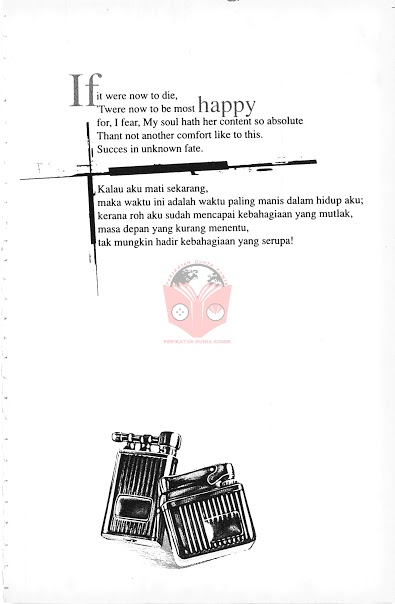 If it were now to die,
'Twere now to be most happy
for, I fear, My soul hath her content so absolute
Thant not another comfort like to this.
Succes in unknown fate.
Kalau aku mati sekarang,
maka waktu ini adalah waktu paling manis dalam hidup aku;
kerana roh aku sudah mencapai kebahagiaan yang mutlak,
masa depan yang kurang menentu,
tak mungkin hadir kebahagiaan yang serupa!